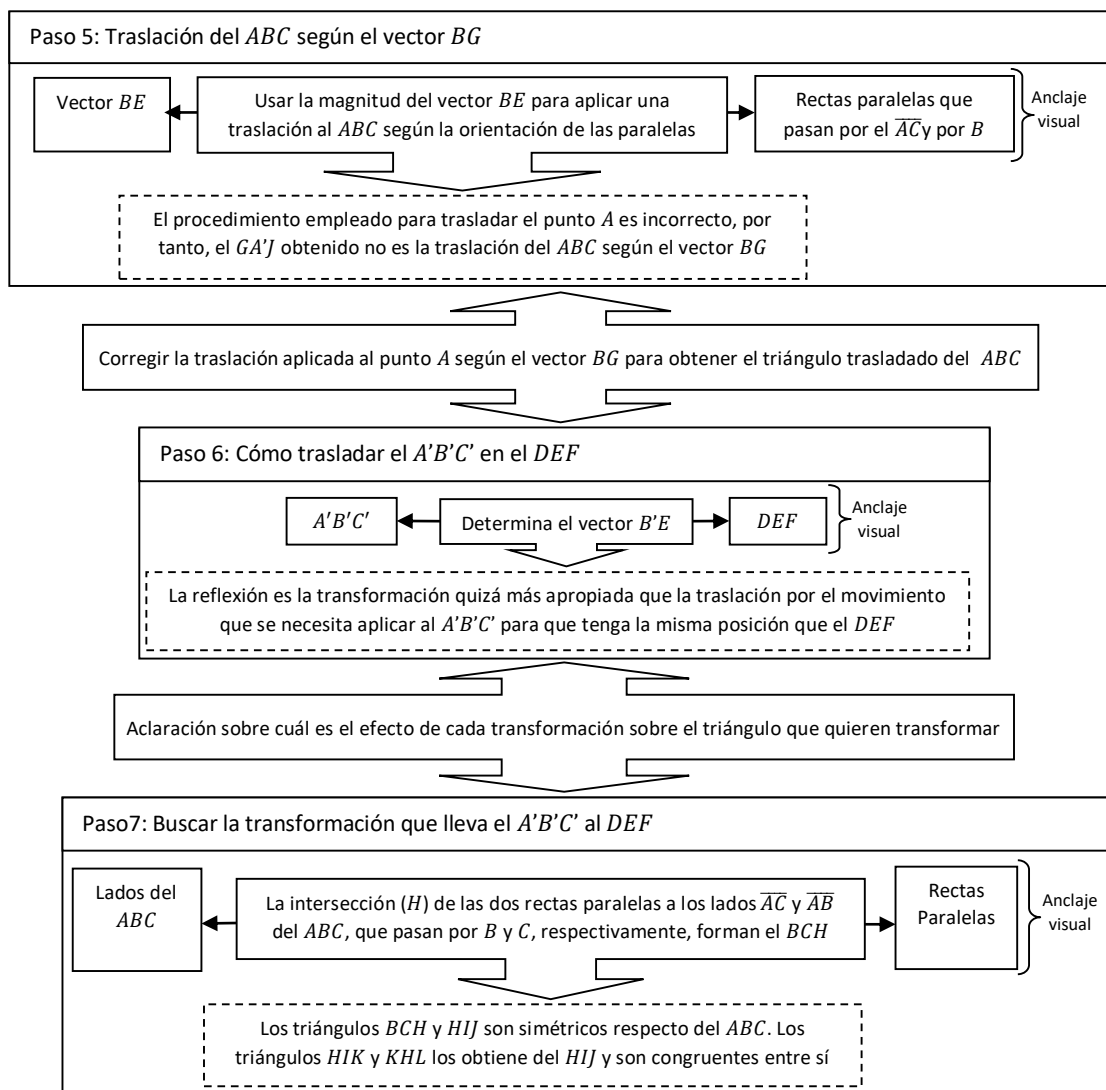 Paso 5: Traslación del ABC según el vector BG
Vector BE
Usar la magnitud del vector BE para aplicar una
traslación al ABC según la orientación de las paralelas
Rectas paralelas que
pasan por el A̅C̅y por B
Anclaje
visual
El procedimiento empleado para trasladar el punto A es incorrecto, por
tanto, el GA’J obtenido no es la traslación del ABC según el vector BG
Corregir la traslación aplicada al punto A según el vector BG para obtener el triángulo trasladado del ABC
Paso 6: Cómo trasladar el A’B’C’ en el DEF
A′B′C′
Determina el vector B’E
DEF
Anclaje
visual
La reflexión es la transformación quizá más apropiada que la traslación por el movimiento
que se necesita aplicar al A’B’C’ para que tenga la misma posición que el DEF
Aclaración sobre cuál es el efecto de cada transformación sobre el triángulo que quieren transformar
Paso7: Buscar la transformación que lleva el A’B’C’ al DEF
Lados del
ABC
La intersección (H) de las dos rectas paralelas a los lados A̅C̅ y A̅B̅
del ABC, que pasan por B y C, respectivamente, forman el BCH
Rectas
Paralelas
Anclaje
visual
Los triángulos BCH y HIJ son simétricos respecto del ABC. Los
triángulos HIK y KHL los obtiene del HIJ y son congruentes entre sí